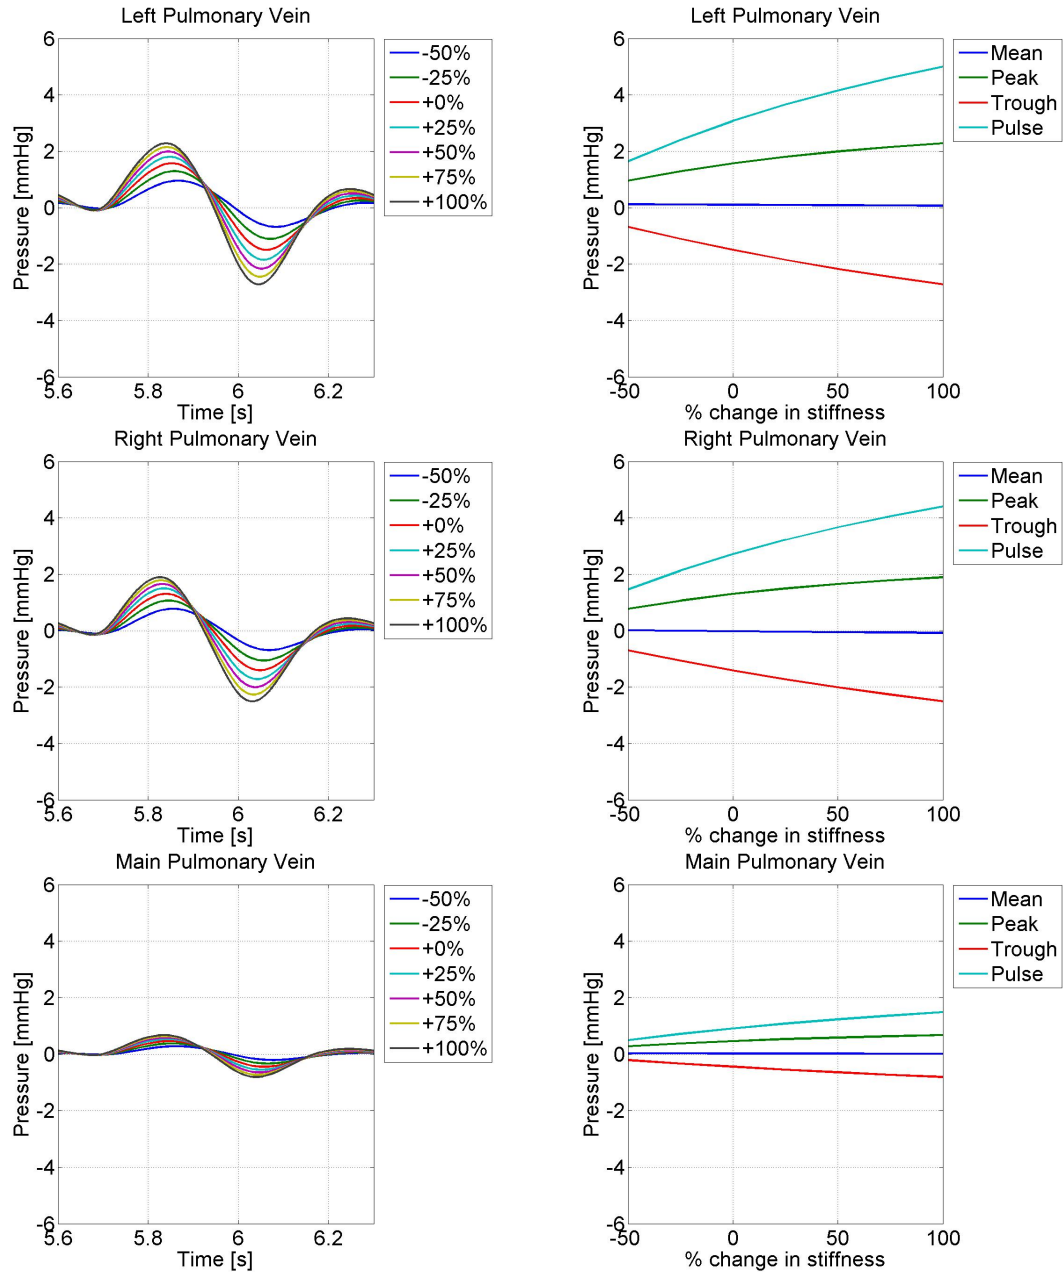 Left Pulmonary Vein
6
4
2
0
-2
-4
-6
5.6
5.8
6
6.2
Pressure [mmHg]
Time [s]
-50%
-25%
+0%
+25%
+50%
+75%
+100%
Left Pulmonary Vein
6
4
2
0
-2
-4
-6
-50
0
50
100
Pressure [mmHg]
% change in stiffness
Mean
Peak
Trough
Pulse
Right Pulmonary Vein
6
4
2
0
-2
-4
-6
5.6
5.8
6
6.2
Pressure [mmHg]
Time [s]
-50%
-25%
+0%
+25%
+50%
+75%
+100%
Right Pulmonary Vein
6
4
2
0
-2
-4
-6
-50
0
50
100
Pressure [mmHg]
% change in stiffness
Mean
Peak
Trough
Pulse
Main Pulmonary Vein
6
4
2
0
-2
-4
-6
5.6
5.8
6
6.2
Pressure [mmHg]
Time [s]
-50%
-25%
+0%
+25%
+50%
+75%
+100%
Main Pulmonary Vein
6
4
2
0
-2
-4
-6
-50
0
50
100
Pressure [mmHg]
% change in stiffness
Mean
Peak
Trough
Pulse